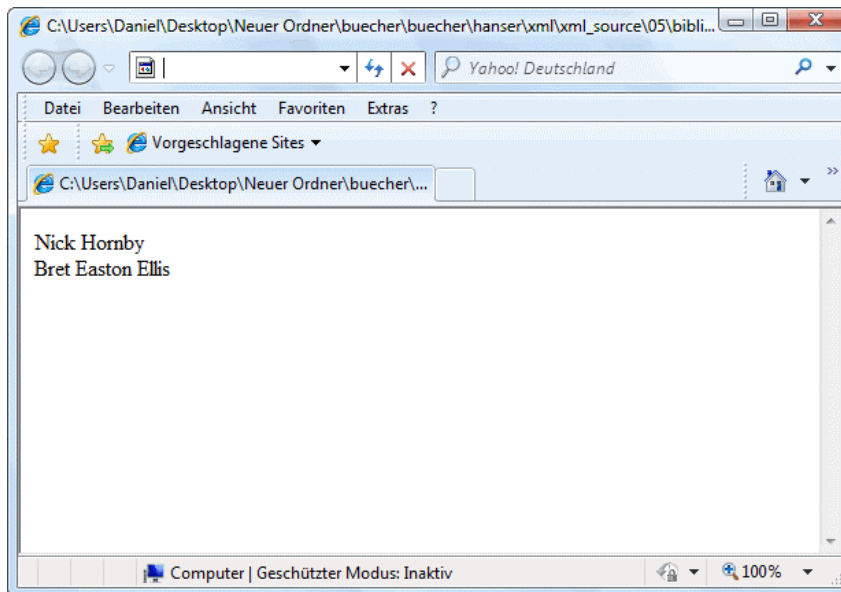 C:\Users\Daniel\Desktop\Neuer Ordner\buecher\buecher\hanser\xml\xml_source\05\bibli...
Yahoo! Deutschland
Datei Bearbeiten Ansicht Favoriten Extras ?
Vorgeschlagene Sites
C:\Users\Daniel\Desktop\Neuer Ordner\buecher\...
Nick Hornby
Bret Easton Ellis
Computer | Geschützter Modus: Inaktiv 100%